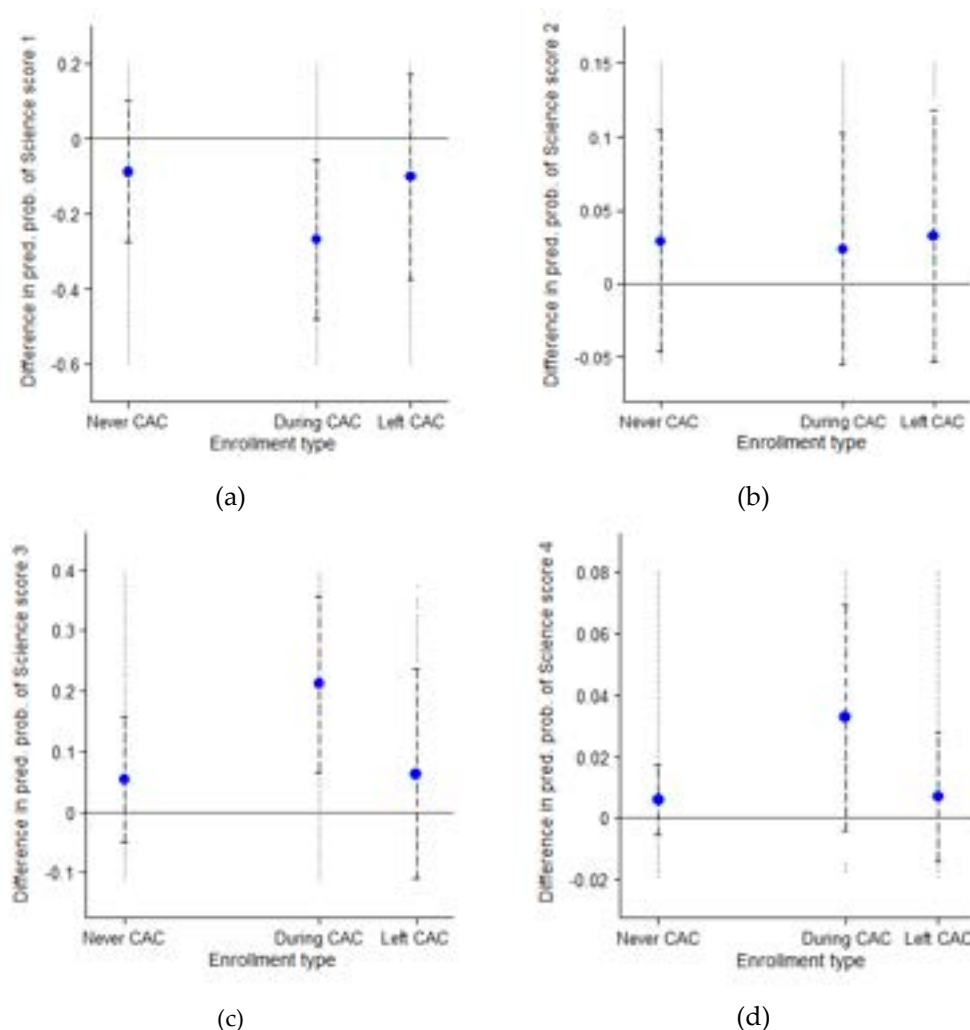 Difference in pred. prob. of Science score 1
0.2
0
-0.2
-0.4
-0.6
Never CAC During CAC Left CAC
Enrollment type
(a)
Difference in pred. prob. of Science score 2
0.15
0.1
0.05
0
-0.05
Never CAC During CAC Left CAC
Enrollment type
(b)
Difference in pred. prob. of Science score 3
0.4
0.3
0.2
0.1
0
-0.1
Never CAC During CAC Left CAC
Enrollment type
(c)
Difference in pred. prob. of Science score 4
0.08
0.06
0.04
0.02
0
-0.02
Never CAC During CAC Left CAC
Enrollment type
(d)